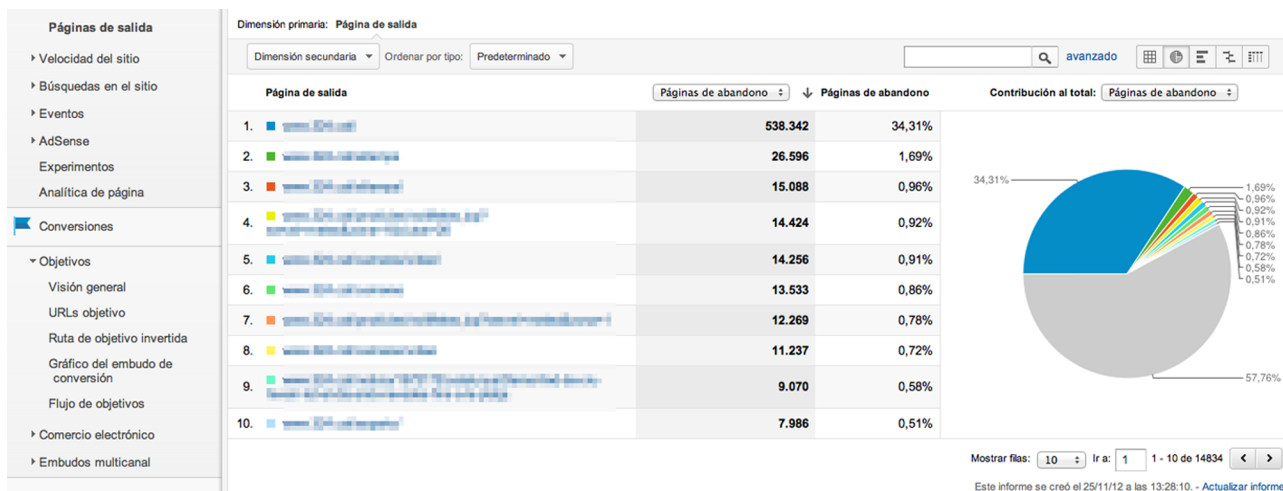 Páginas de salida
Velocidad del sitio
Búsquedas en el sitio
Eventos
AdSense
Experimentos
Analítica de página
Conversiones
Objetivos
Visión general
URLs objetivo
Ruta de objetivo invertida
Gráfico del embudo de
conversión
Flujo de objetivos
Comercio electrónico
Embudos multicanal
Dimensión primaria: Página de salida
Dimensión secundaria Ordenar por tipo: Predeterminado avanzado
Página de salida Páginas de abandono Páginas de abandono Contribución al total: Páginas de abandono
1. 538.342 34,31%
2. 26.596 1,69%
3. 15.088 0,96%
4. 14.424 0,92%
5. 14.256 0,91%
6. 13.533 0,86%
7. 12.269 0,78%
8. 11.237 0,72%
9. 9.070 0,58%
10. 7.986 0,51%
34,31%
1,69%
0,96%
0,92%
0,91%
0,86%
0,78%
0,72%
0,58%
0,51%
57,76%
Mostrar filas: 10 Ir a: 1 1 - 10 de 14834
Este informe se creó el 25/11/12 a las 13:28:10. - Actualizar informe